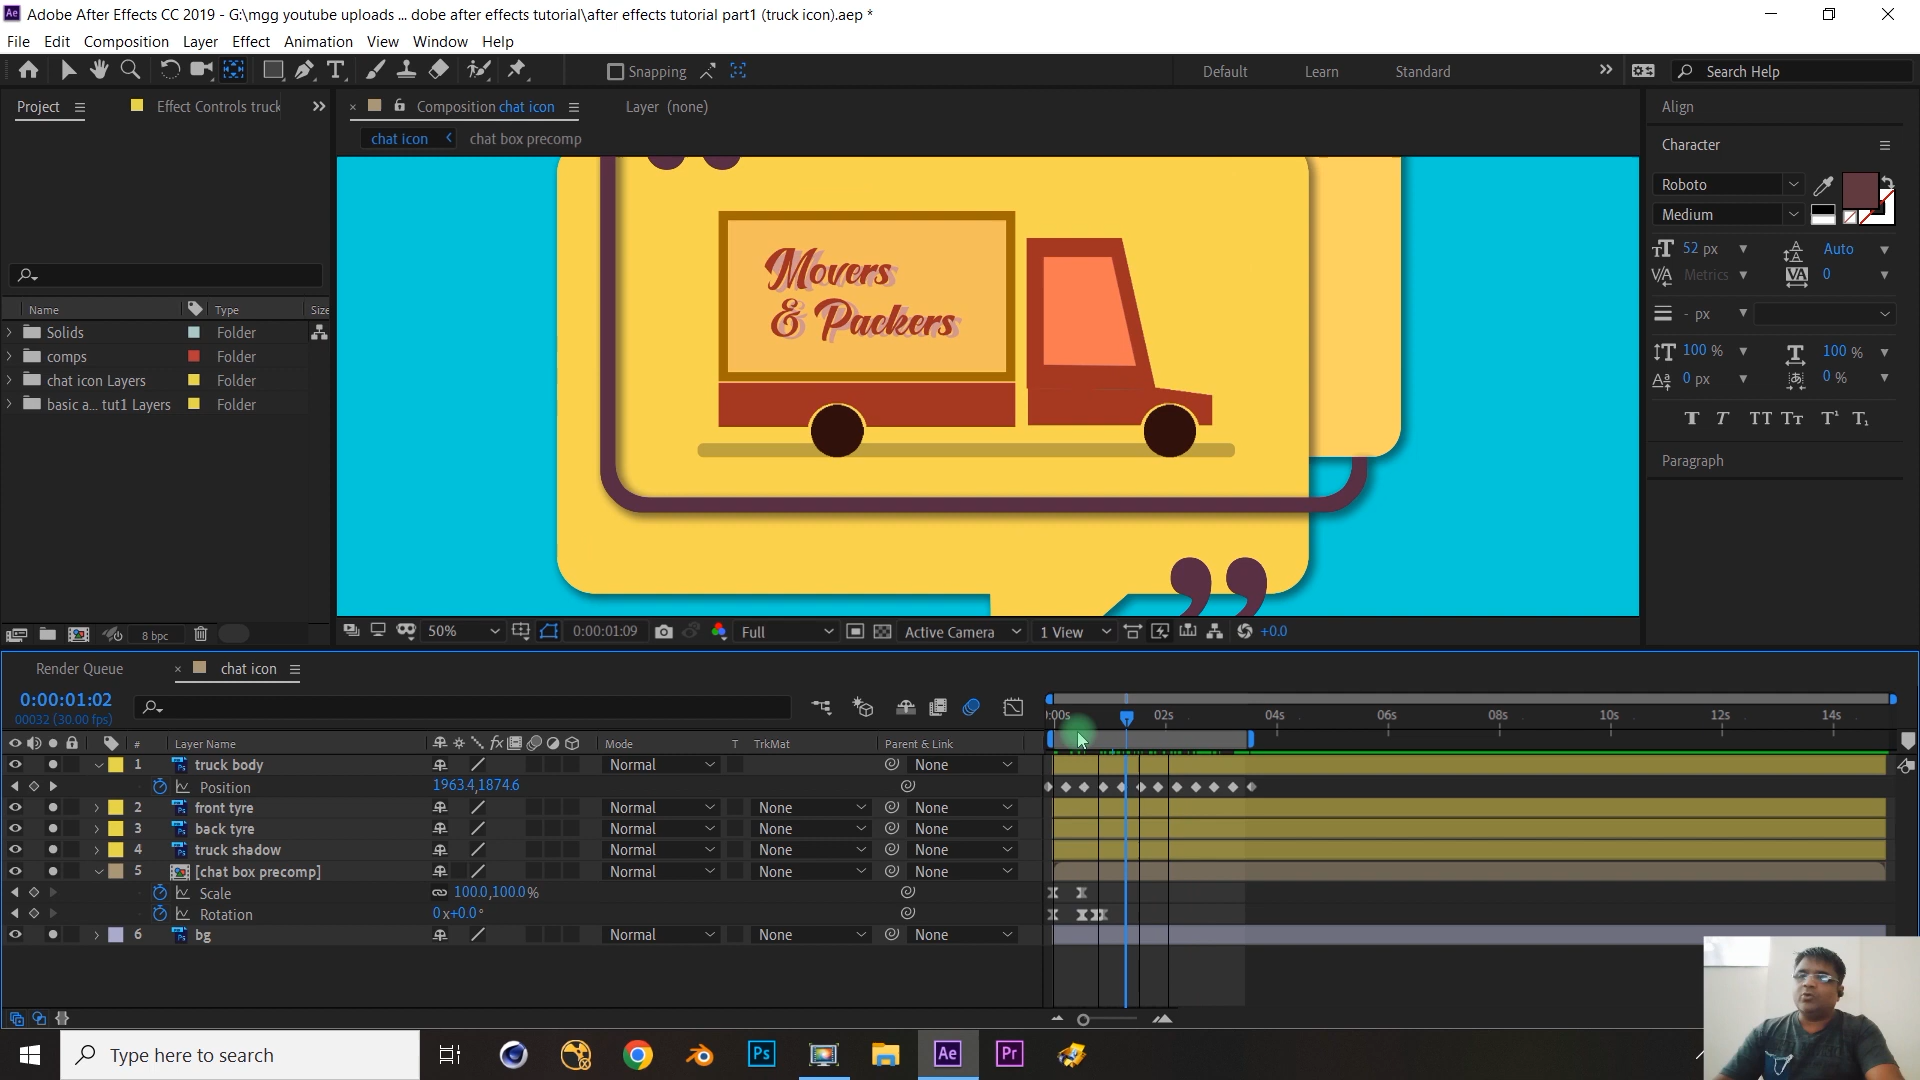 Adobe After Effects CC 2019 - G:\mgg youtube uploads ... dobe after effects tutorial\after effects tutorial part1 (truck icon).aep *
File Edit Composition Layer Effect Animation View Window Help
Snapping
Default Learn Standard
Search Help
Project
Effect Controls truck
Composition chat icon
Layer (none)
chat icon
chat box precomp
Name Type Size
Solids Folder
comps Folder
chat icon Layers Folder
basic a... tut1 Layers Folder
8 bpc
Movers
& Packers
50%
0:00:01:09
Full
Active Camera
1 View
+0.0
Align
Character
Roboto
Medium
52 px
Auto
Metrics
0
- px
100 %
100 %
0 px
0 %
Paragraph
Render Queue
chat icon
0:00:01:02
00032 (30.00 fps)
:00s 02s 04s 06s 08s 10s 12s 14s
# Layer Name Mode T TrkMat Parent & Link
1 truck body Normal None
Position 1963.4,1874.6
2 front tyre Normal None None
3 back tyre Normal None None
4 truck shadow Normal None None
5 [chat box precomp] Normal None None
Scale 100.0,100.0%
Rotation 0x+0.0°
6 bg Normal None None
Type here to search
Ps
Ae
Pr